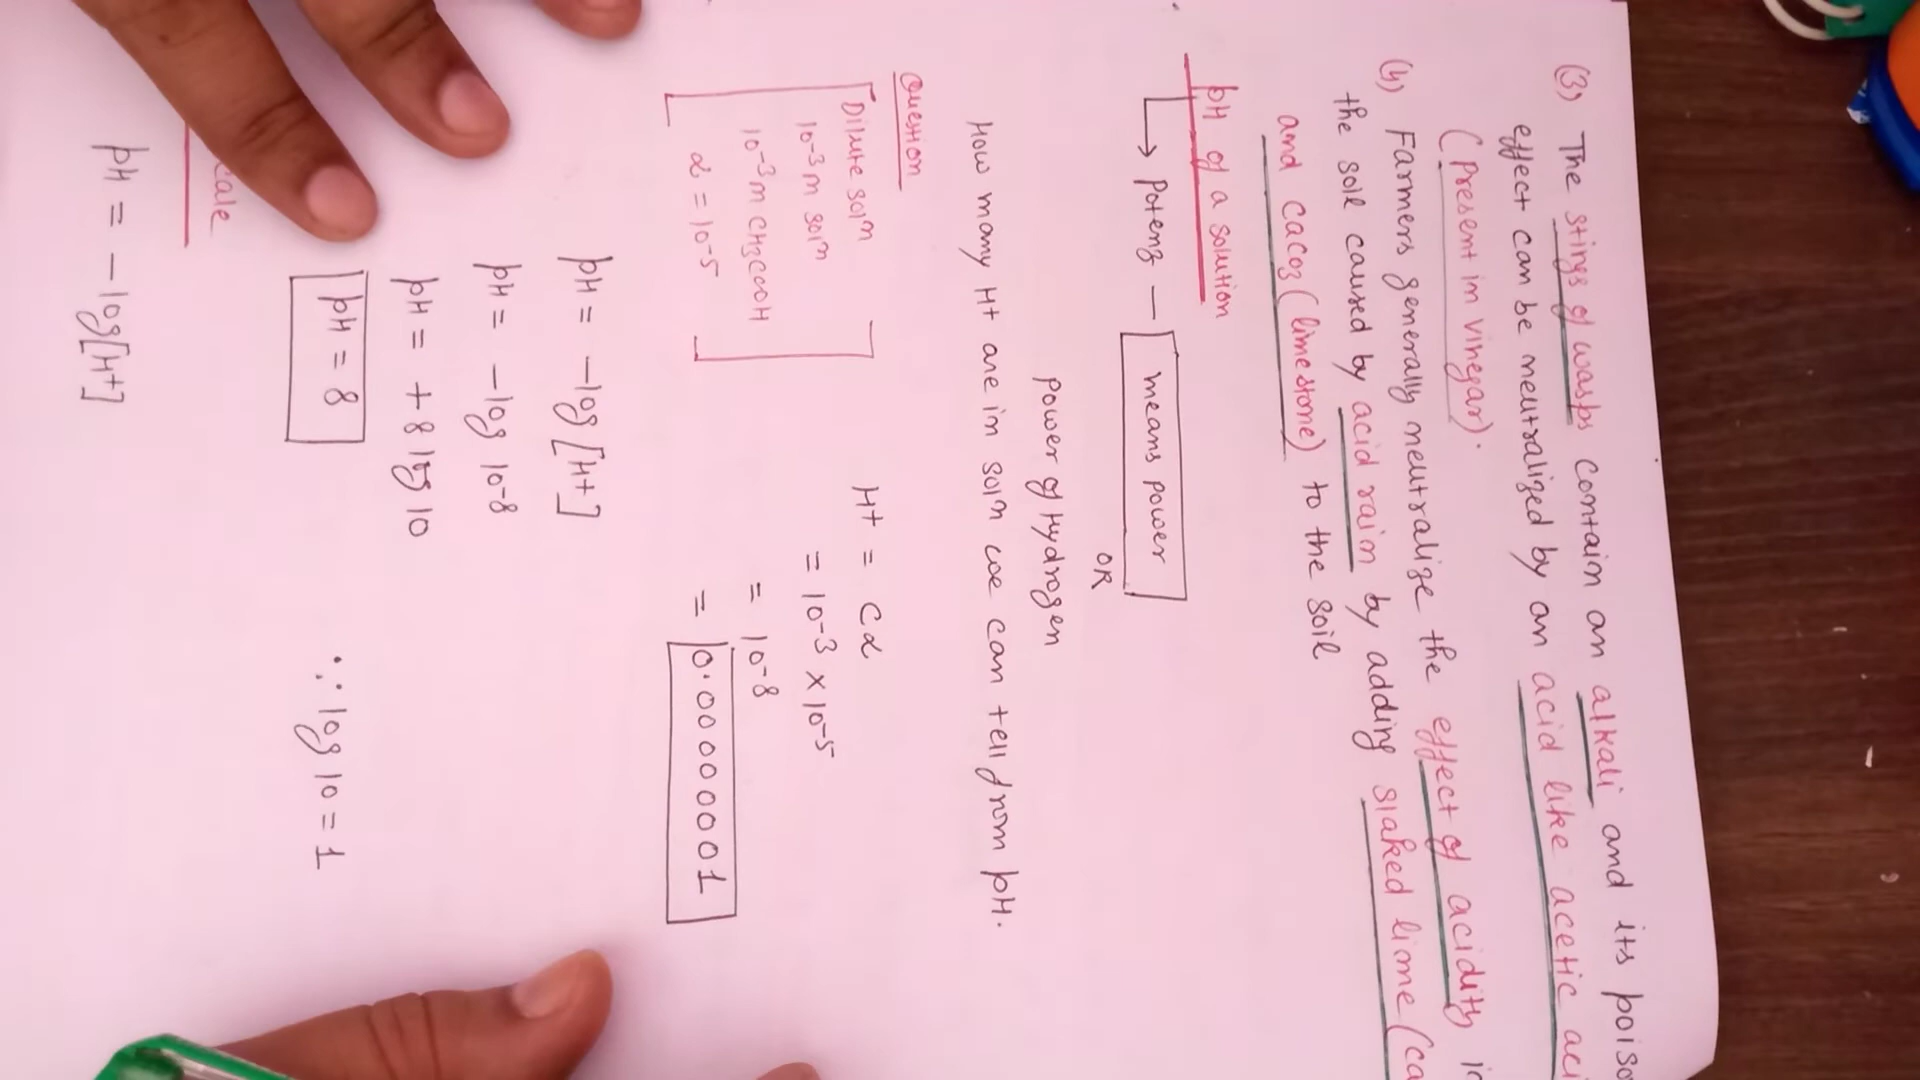 (3) The stings of wasps contain an alkali and its poiso
effect can be neutralized by an acid like acetic aci
(Present in vinegar).
(4) Farmers generally neutralize the effect of acidity in
the soil caused by acid rain by adding slaked lime (ca
and caco3 (limestone) to the soil
pH of a solution
→ Potenz — means power
OR
Power of Hydrogen
How many H+ are in solⁿ we can tell from pH.
Question
Dilute solⁿ
10⁻³ m solⁿ
10⁻³ m CH3COOH
α = 10⁻⁵
H+ = Cα
= 10⁻³ × 10⁻⁵
= 10⁻⁸
= 0.00000001
pH = -log [H+]
pH = -log 10⁻⁸
pH = +8 log 10
pH = 8
∵ log 10 = 1
cale
pH = -log[H+]